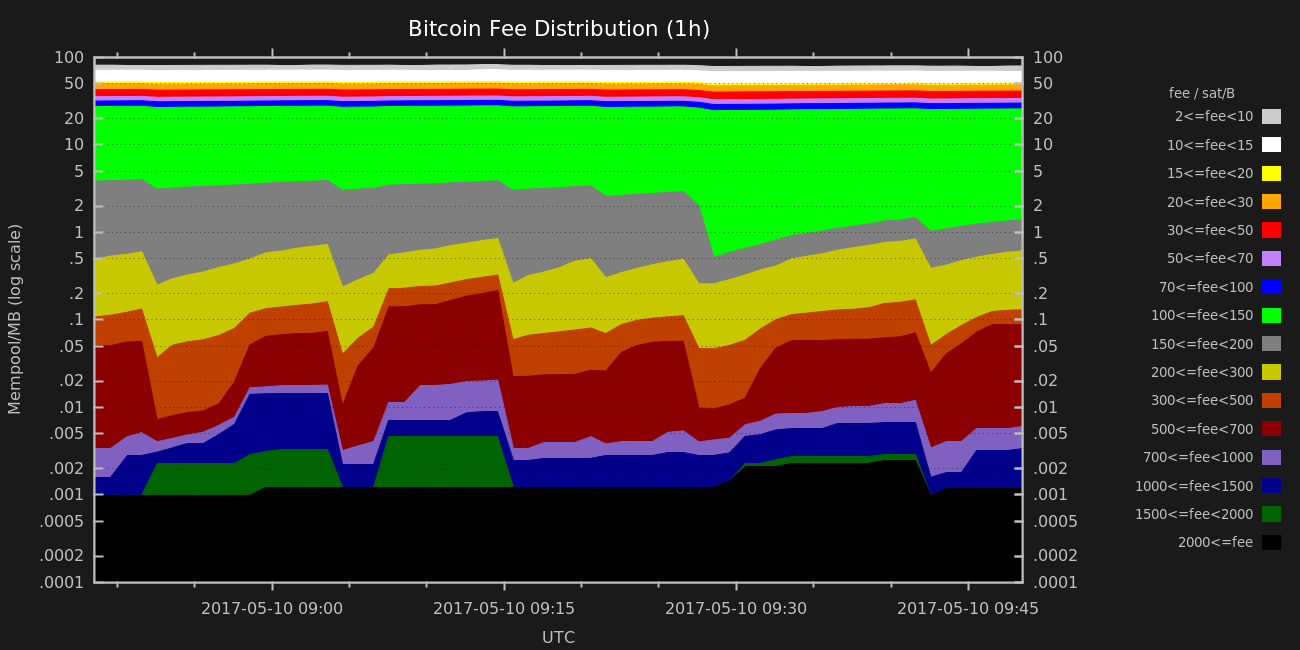 Bitcoin Fee Distribution (1h)
Mempool/MB (log scale)
100
50
20
10
5
2
1
.5
.2
.1
.05
.02
.01
.005
.002
.001
.0005
.0002
.0001
100
50
20
10
5
2
1
.5
.2
.1
.05
.02
.01
.005
.002
.001
.0005
.0002
.0001
2017-05-10 09:00
2017-05-10 09:15
2017-05-10 09:30
2017-05-10 09:45
UTC
fee / sat/B
2<=fee<10
10<=fee<15
15<=fee<20
20<=fee<30
30<=fee<50
50<=fee<70
70<=fee<100
100<=fee<150
150<=fee<200
200<=fee<300
300<=fee<500
500<=fee<700
700<=fee<1000
1000<=fee<1500
1500<=fee<2000
2000<=fee